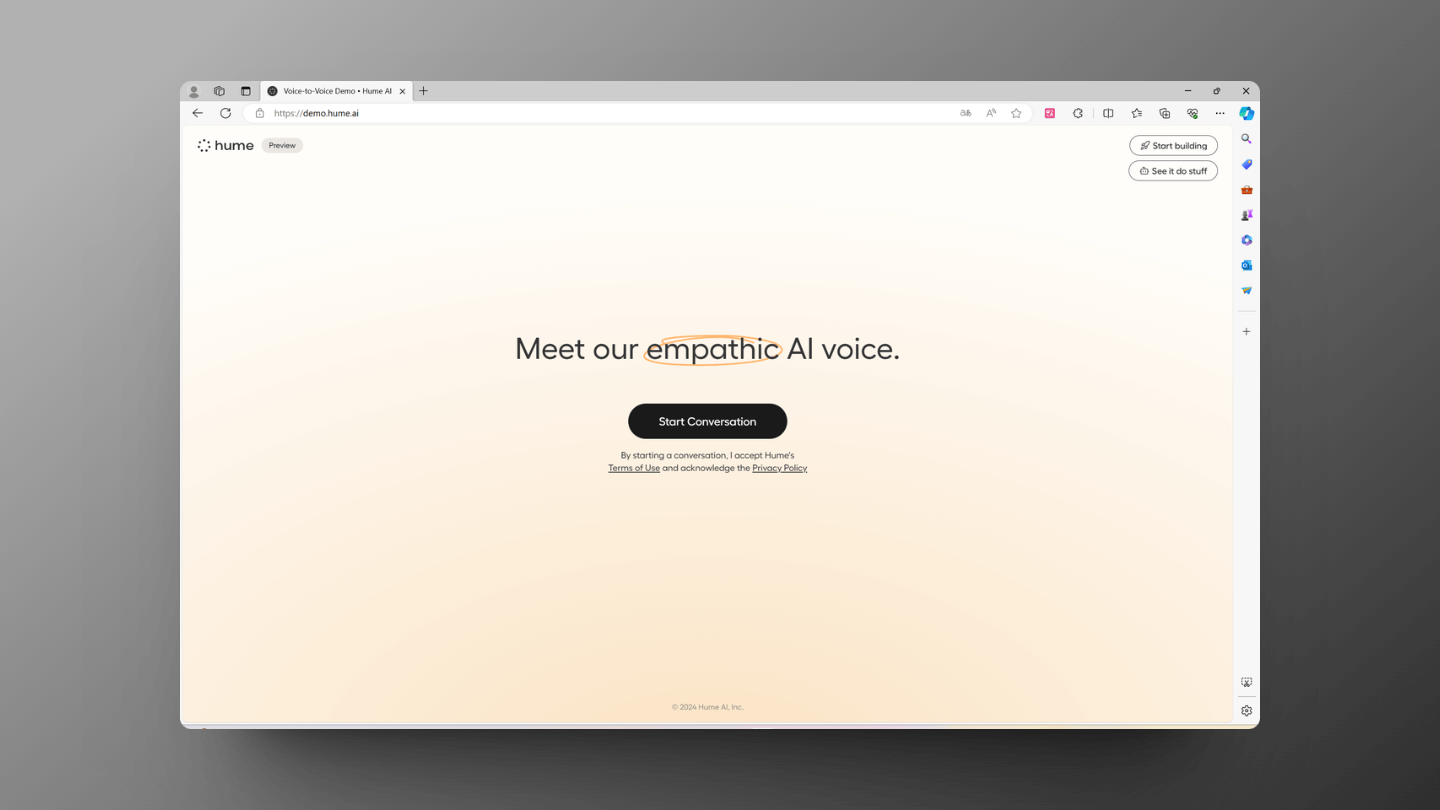 Voice-to-Voice Demo • Hume AI
https://demo.hume.ai
hume Preview
Start building
See it do stuff
Meet our empathic AI voice.
Start Conversation
By starting a conversation, I accept Hume's
Terms of Use and acknowledge the Privacy Policy
© 2024 Hume AI, Inc.